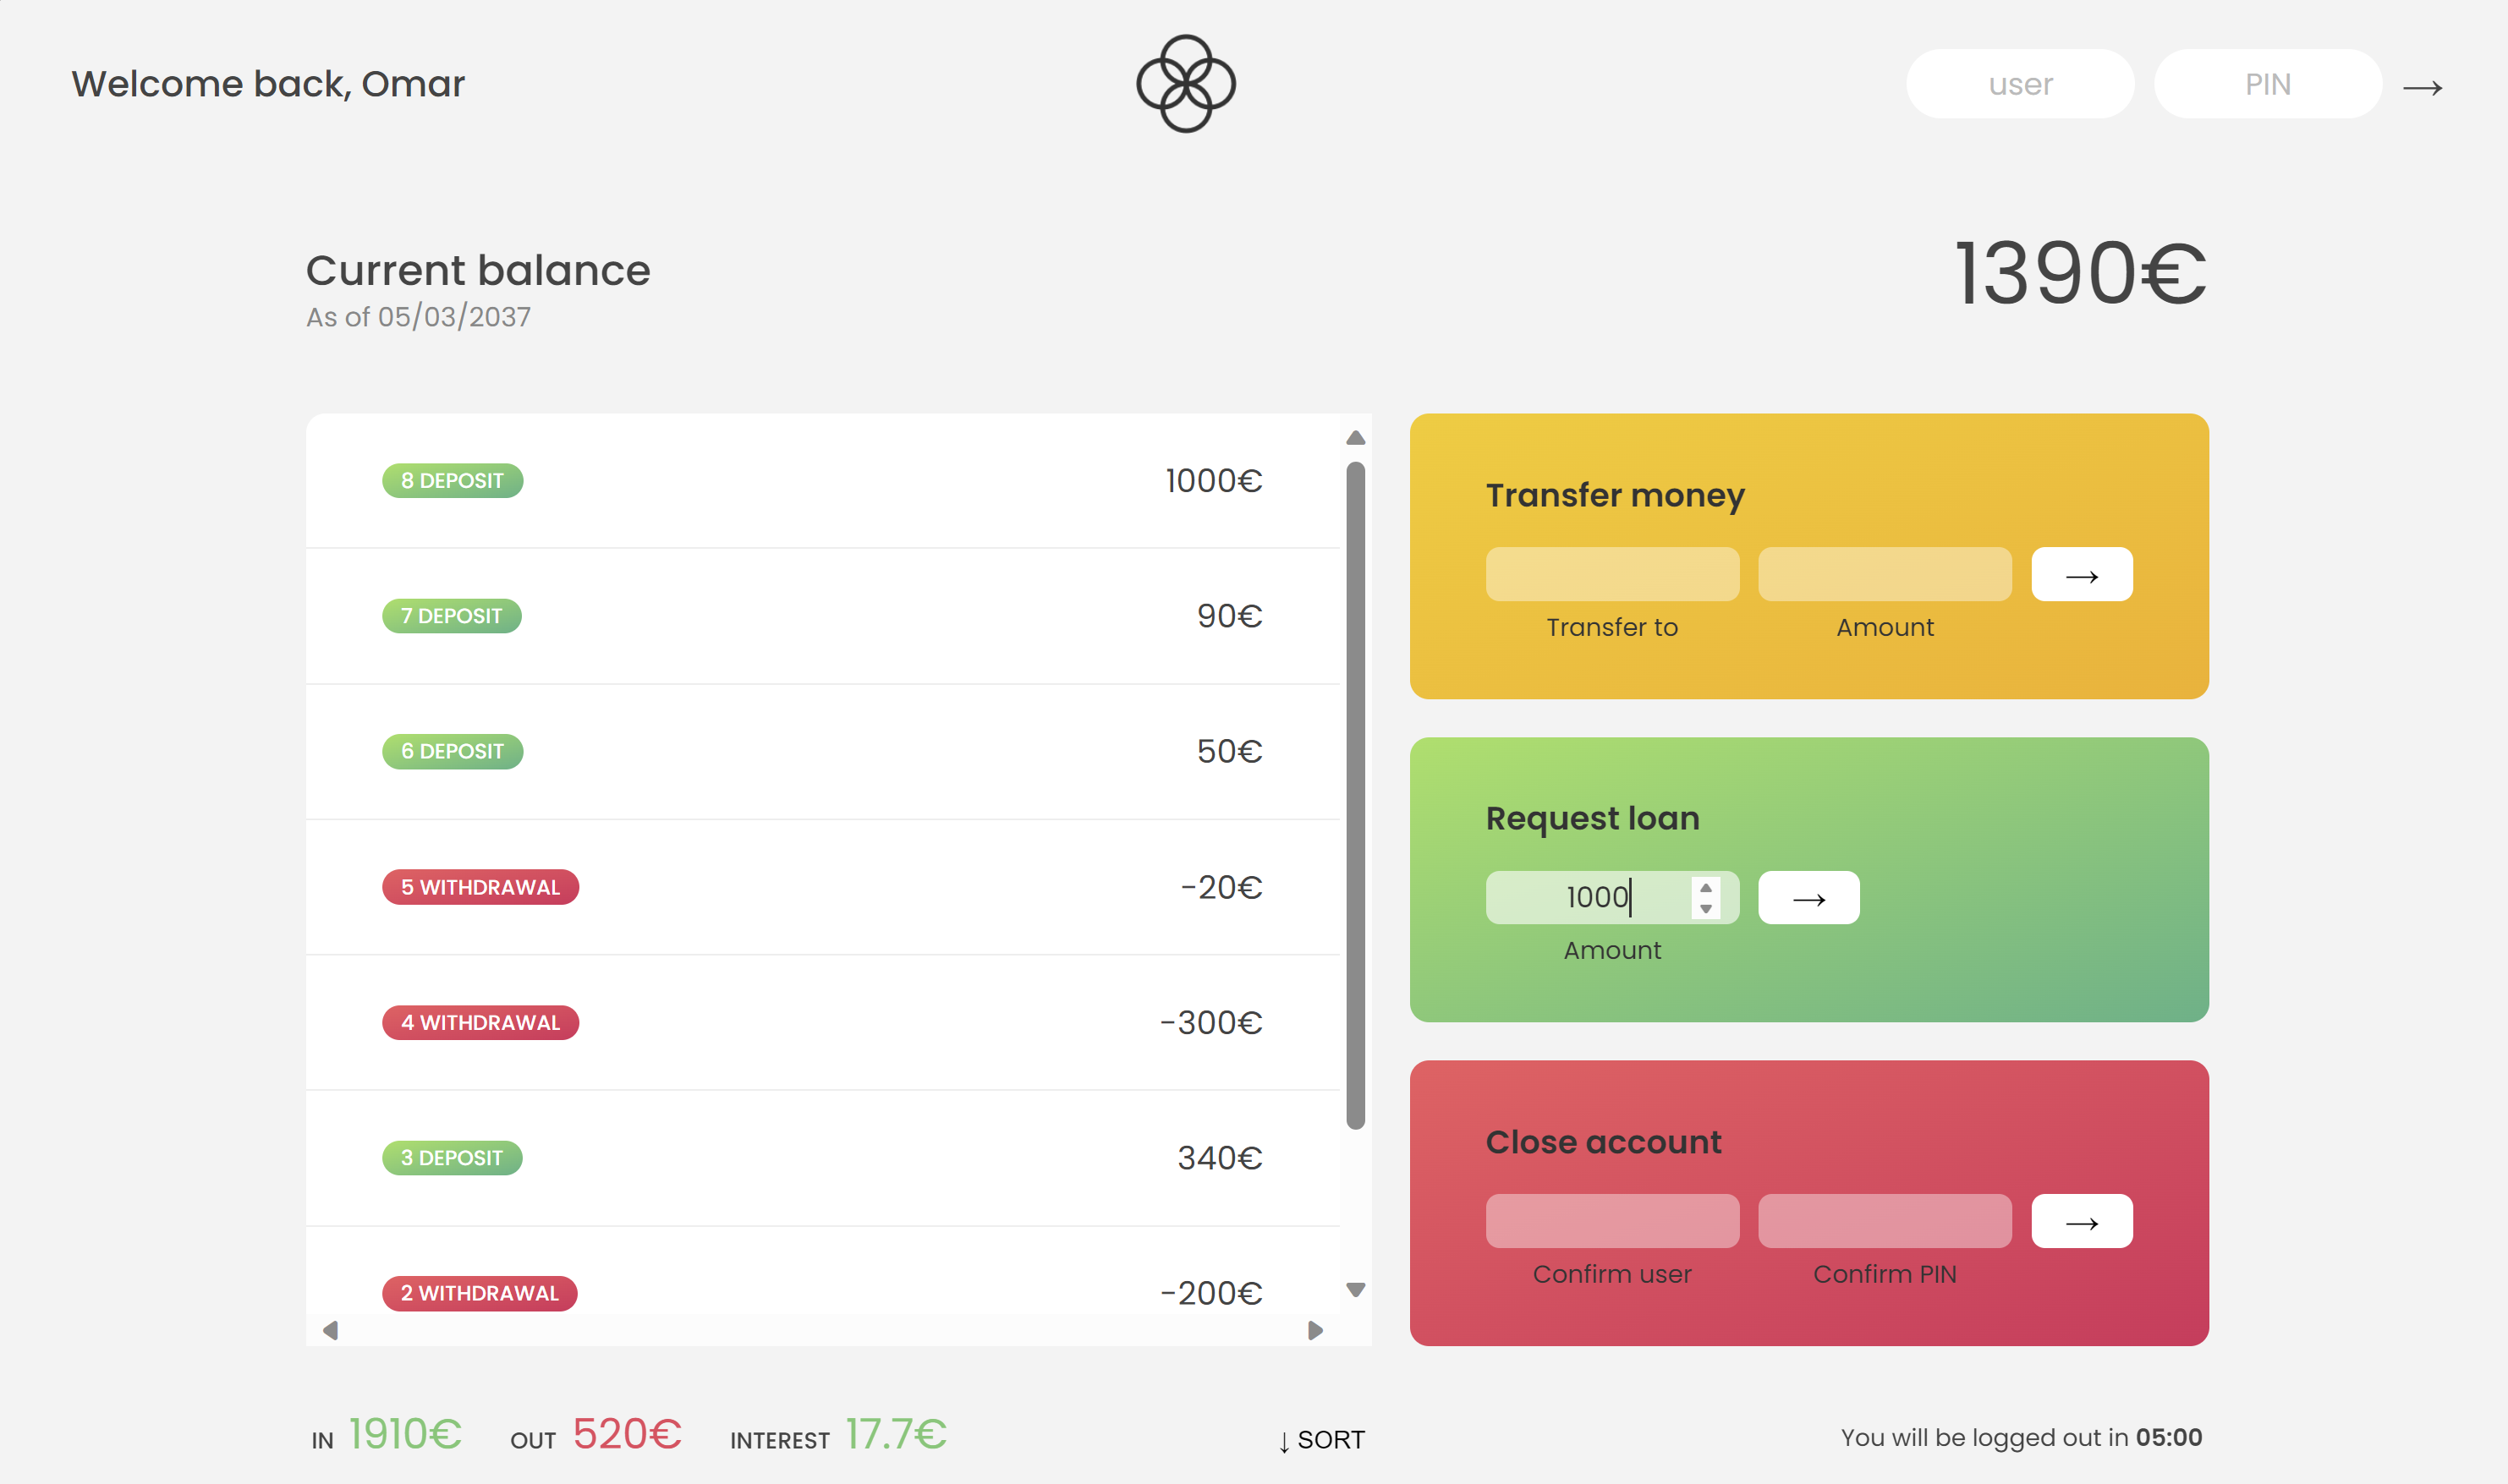 Welcome back, Omar
user
PIN
→
Current balance
1390€
As of 05/03/2037
8 DEPOSIT
1000€
7 DEPOSIT
90€
6 DEPOSIT
50€
5 WITHDRAWAL
-20€
4 WITHDRAWAL
-300€
3 DEPOSIT
340€
2 WITHDRAWAL
-200€
Transfer money
→
Transfer to
Amount
Request loan
1000
→
Amount
Close account
→
Confirm user
Confirm PIN
IN 1910€ OUT 520€ INTEREST 17.7€
↓ SORT
You will be logged out in 05:00